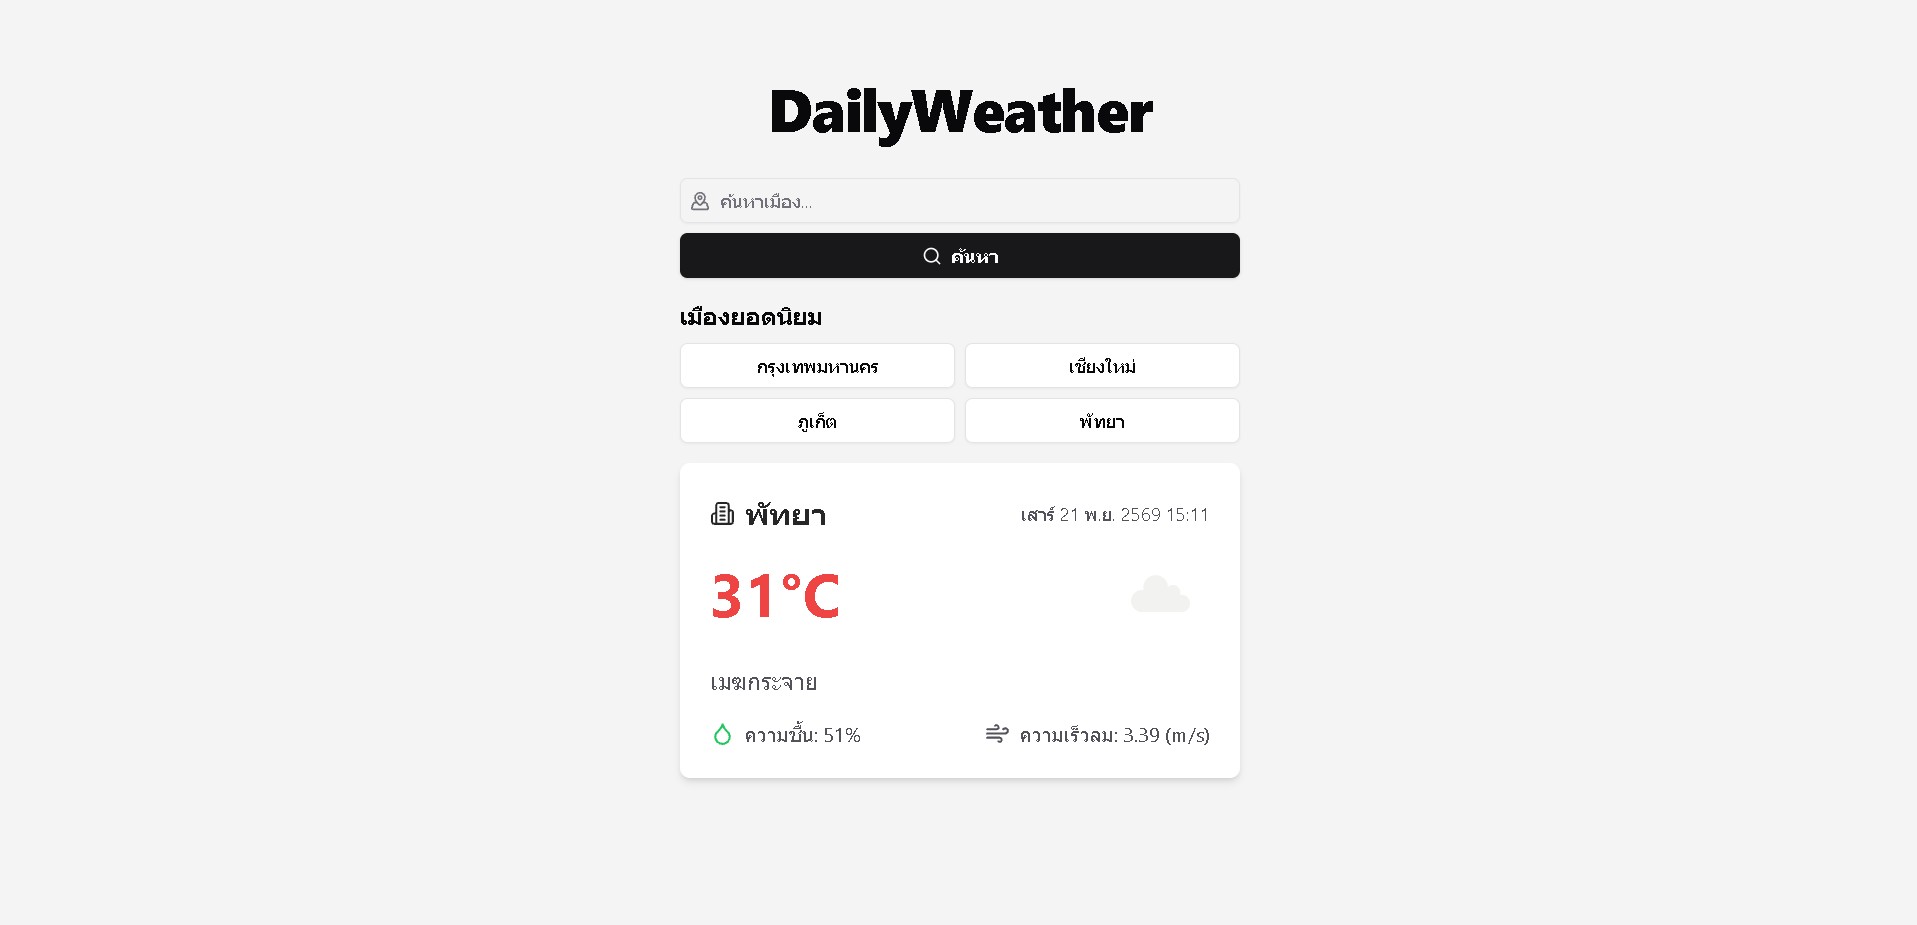 DailyWeather
ค้นหาเมือง...
ค้นหา
เมืองยอดนิยม
กรุงเทพมหานคร เชียงใหม่
ภูเก็ต พัทยา
พัทยา เสาร์ 21 พ.ย. 2569 15:11
31°C
เมฆกระจาย
ความชื้น: 51% ความเร็วลม: 3.39 (m/s)